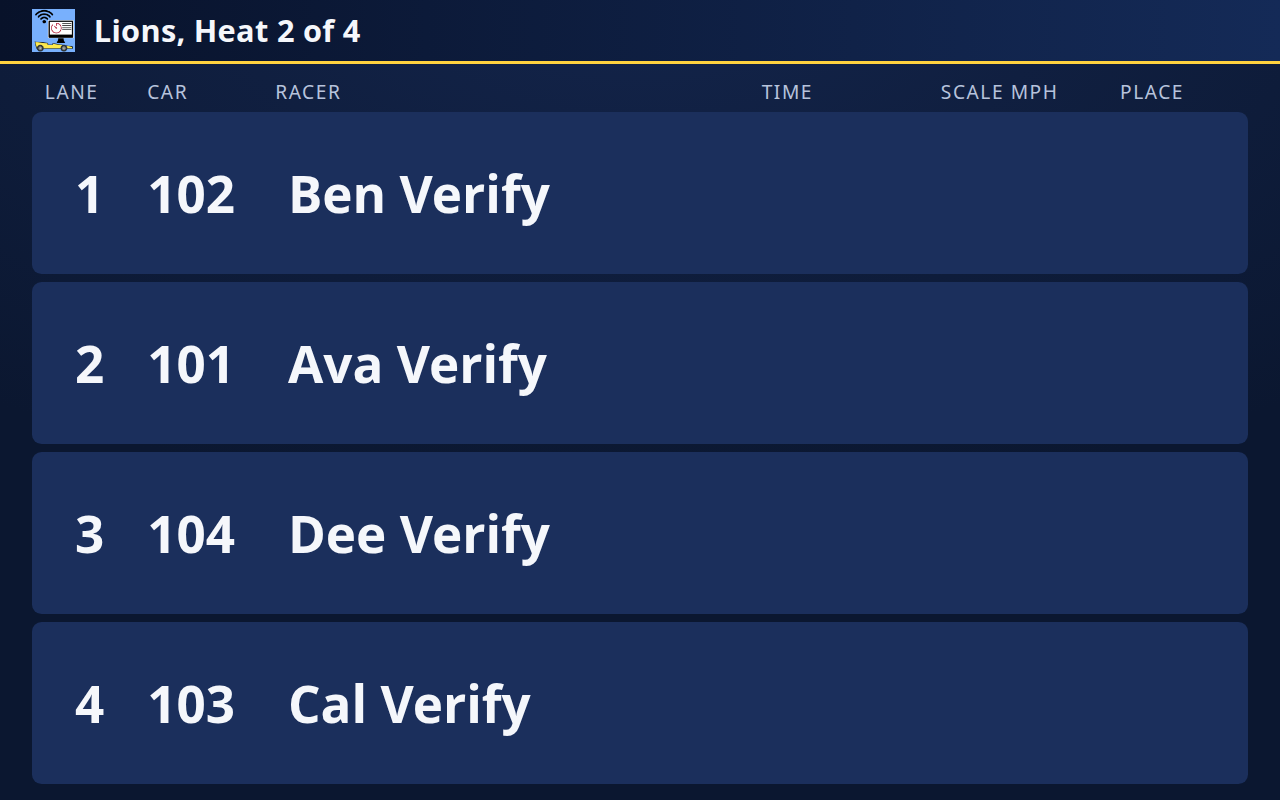 Lions, Heat 2 of 4
LANE CAR RACER TIME SCALE MPH PLACE
1 102 Ben Verify
2 101 Ava Verify
3 104 Dee Verify
4 103 Cal Verify